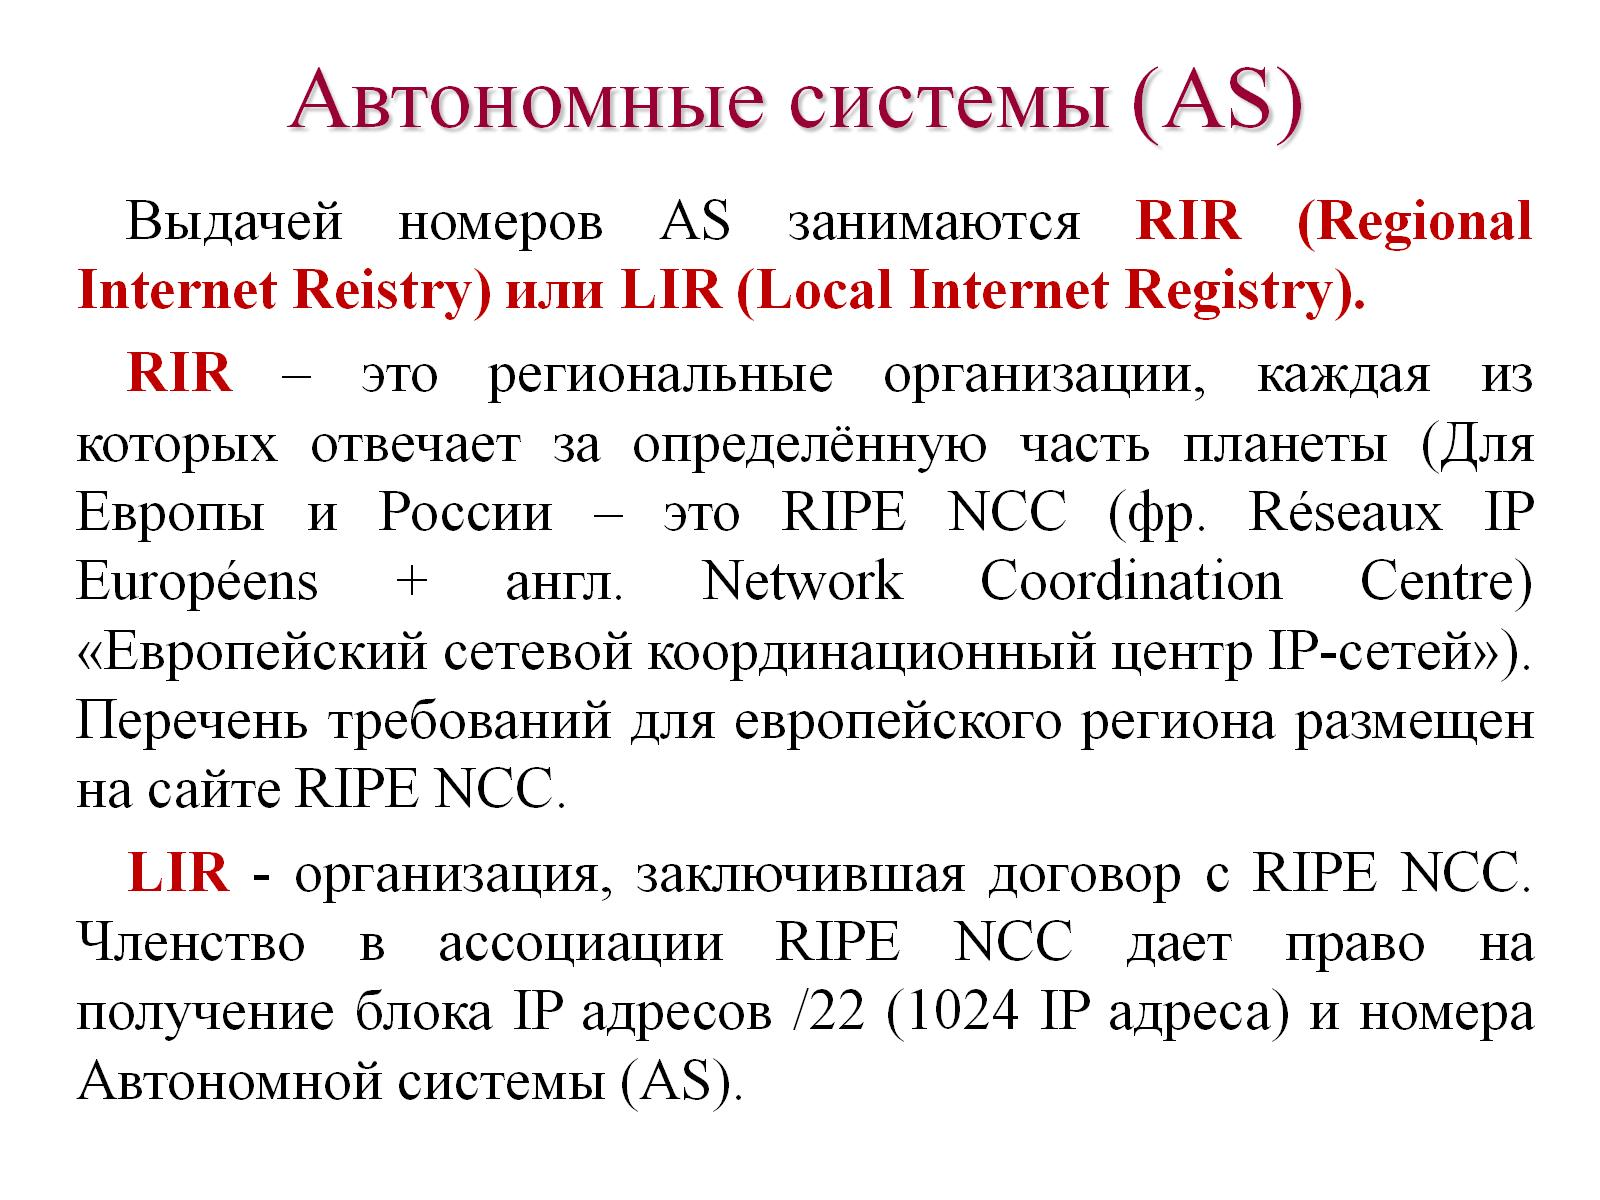 Автономные системы (AS)
Выдачей номеров AS занимаются RIR (Regional
Internet Reistry) или LIR (Local Internet Registry).
RIR – это региональные организации, каждая из
которых отвечает за определённую часть планеты (Для
Европы и России – это RIPE NCC (фр. Réseaux IP
Européens + англ. Network Coordination Centre)
«Европейский сетевой координационный центр IP-сетей»).
Перечень требований для европейского региона размещен
на сайте RIPE NCC.
LIR - организация, заключившая договор с RIPE NCC.
Членство в ассоциации RIPE NCC дает право на
получение блока IP адресов /22 (1024 IP адреса) и номера
Автономной системы (AS).